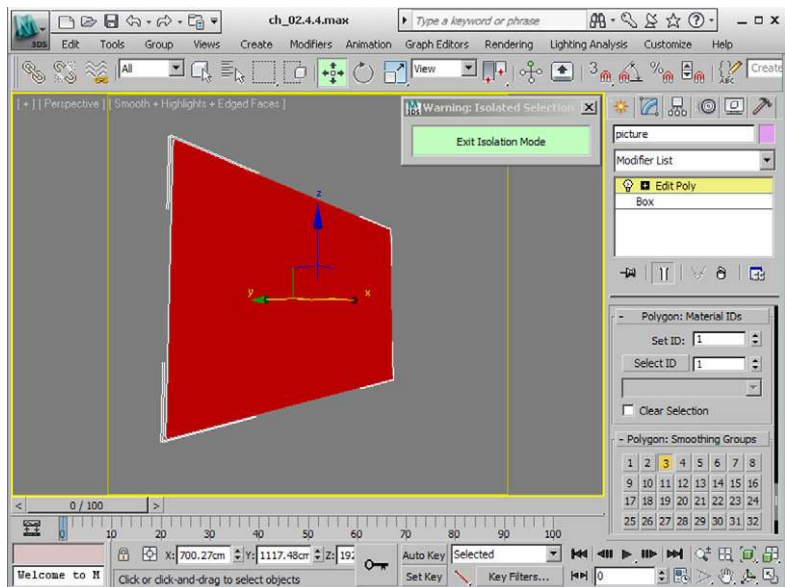 ch_02.4.4.max
Type a keyword or phrase
3DS
Edit Tools Group Views Create Modifiers Animation Graph Editors Rendering Lighting Analysis Customize Help
All View 3 % ABC Create
[ + ] [ Perspective ] [ Smooth + Highlights + Edged Faces ]
Warning: Isolated Selection
Exit Isolation Mode
picture
Modifier List
Edit Poly
Box
z
y x
- Polygon: Material IDs
Set ID: 1
Select ID 1
Clear Selection
- Polygon: Smoothing Groups
1 2 3 4 5 6 7 8
9 10 11 12 13 14 15 16
17 18 19 20 21 22 23 24
25 26 27 28 29 30 31 32
< 0 / 100 >
0 10 20 30 40 50 60 70 80 90 100
X: 700.27cm Y: 1117.48cm Z: 192
Auto Key Selected
Welcome to M
Click or click-and-drag to select objects
Set Key Key Filters... 0